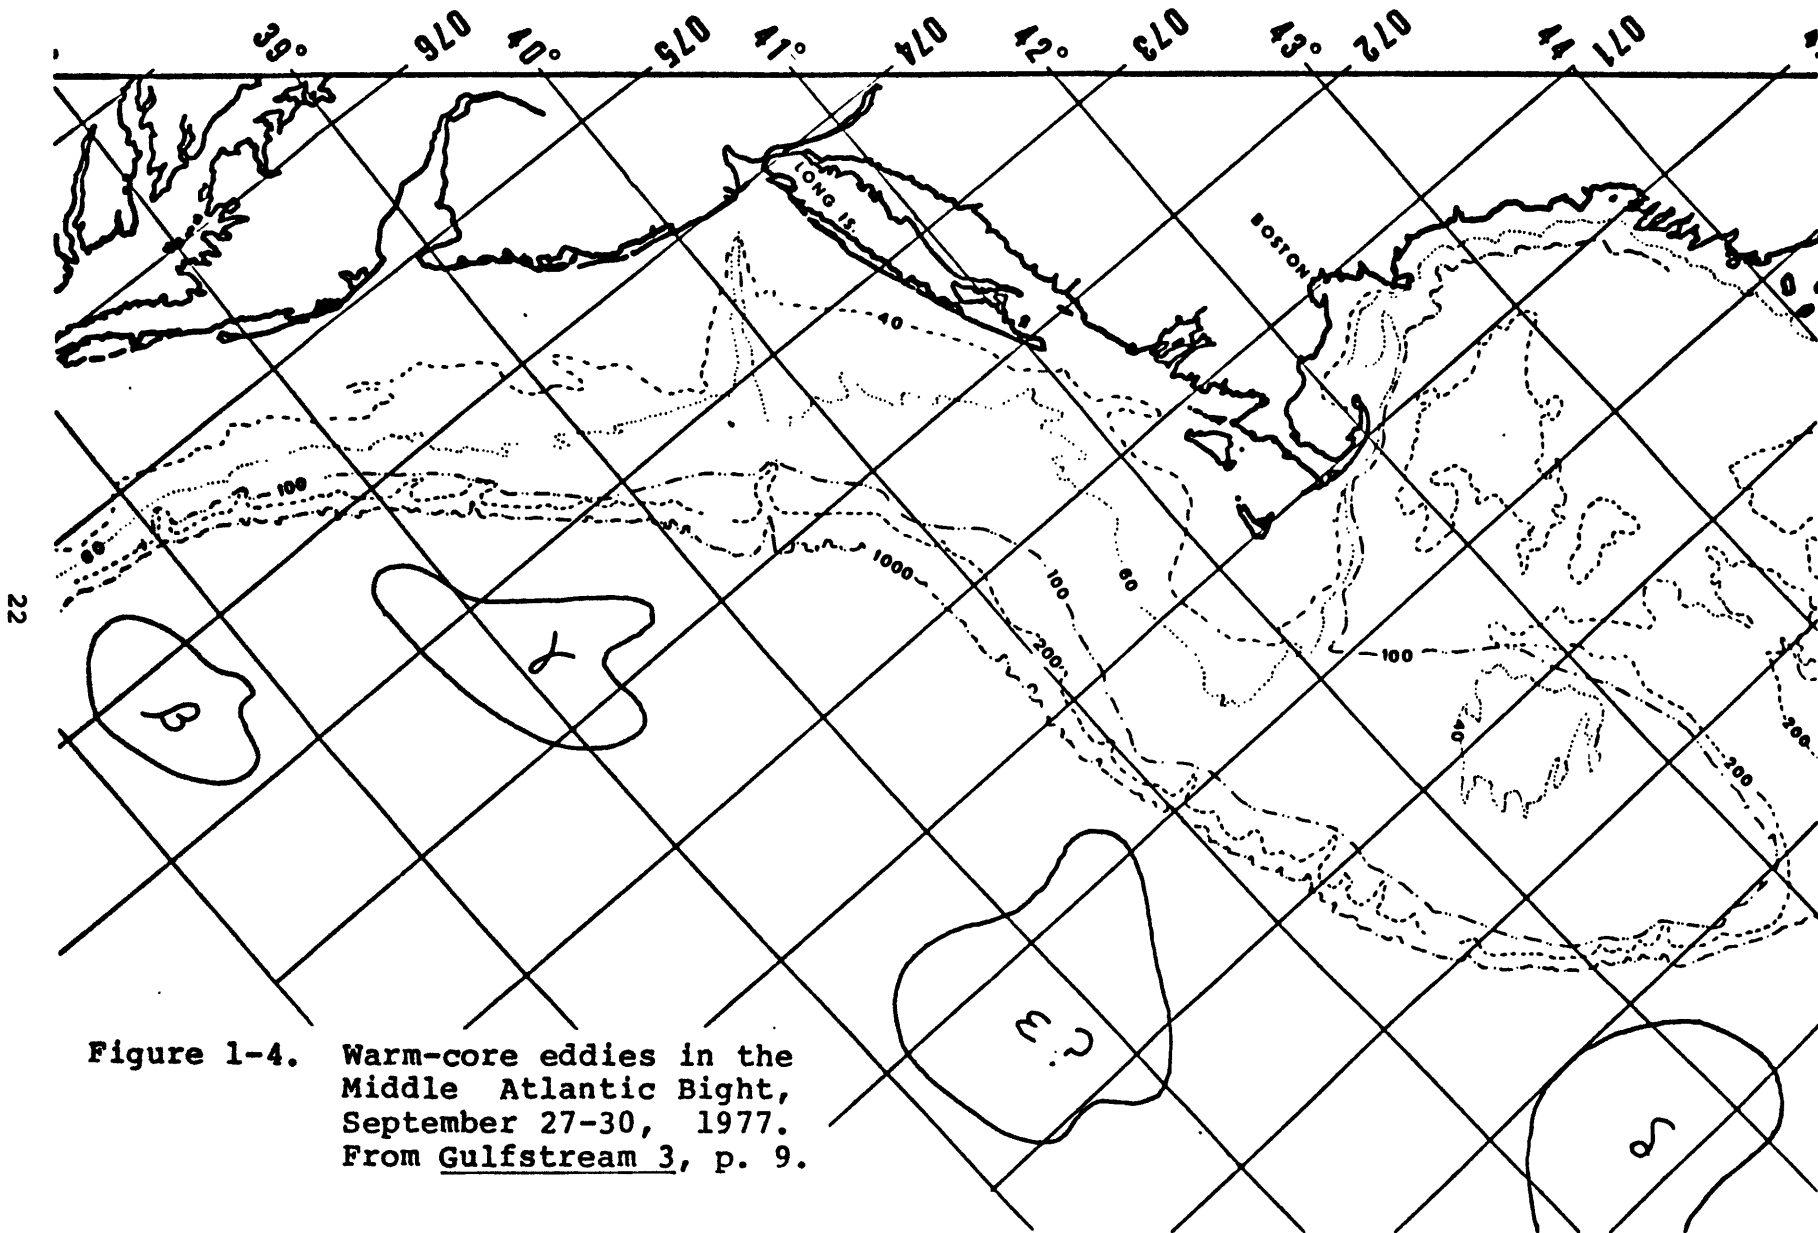 39° 076 40° 075 41° 074 42° 073 43° 072 44 071
LONG IS.
BOSTON
40
100
80
1000
100
60
200
100
40
200
200
β
γ
ε ?
δ
22
Figure 1-4. Warm-core eddies in the
Middle Atlantic Bight,
September 27-30, 1977.
From Gulfstream 3, p. 9.